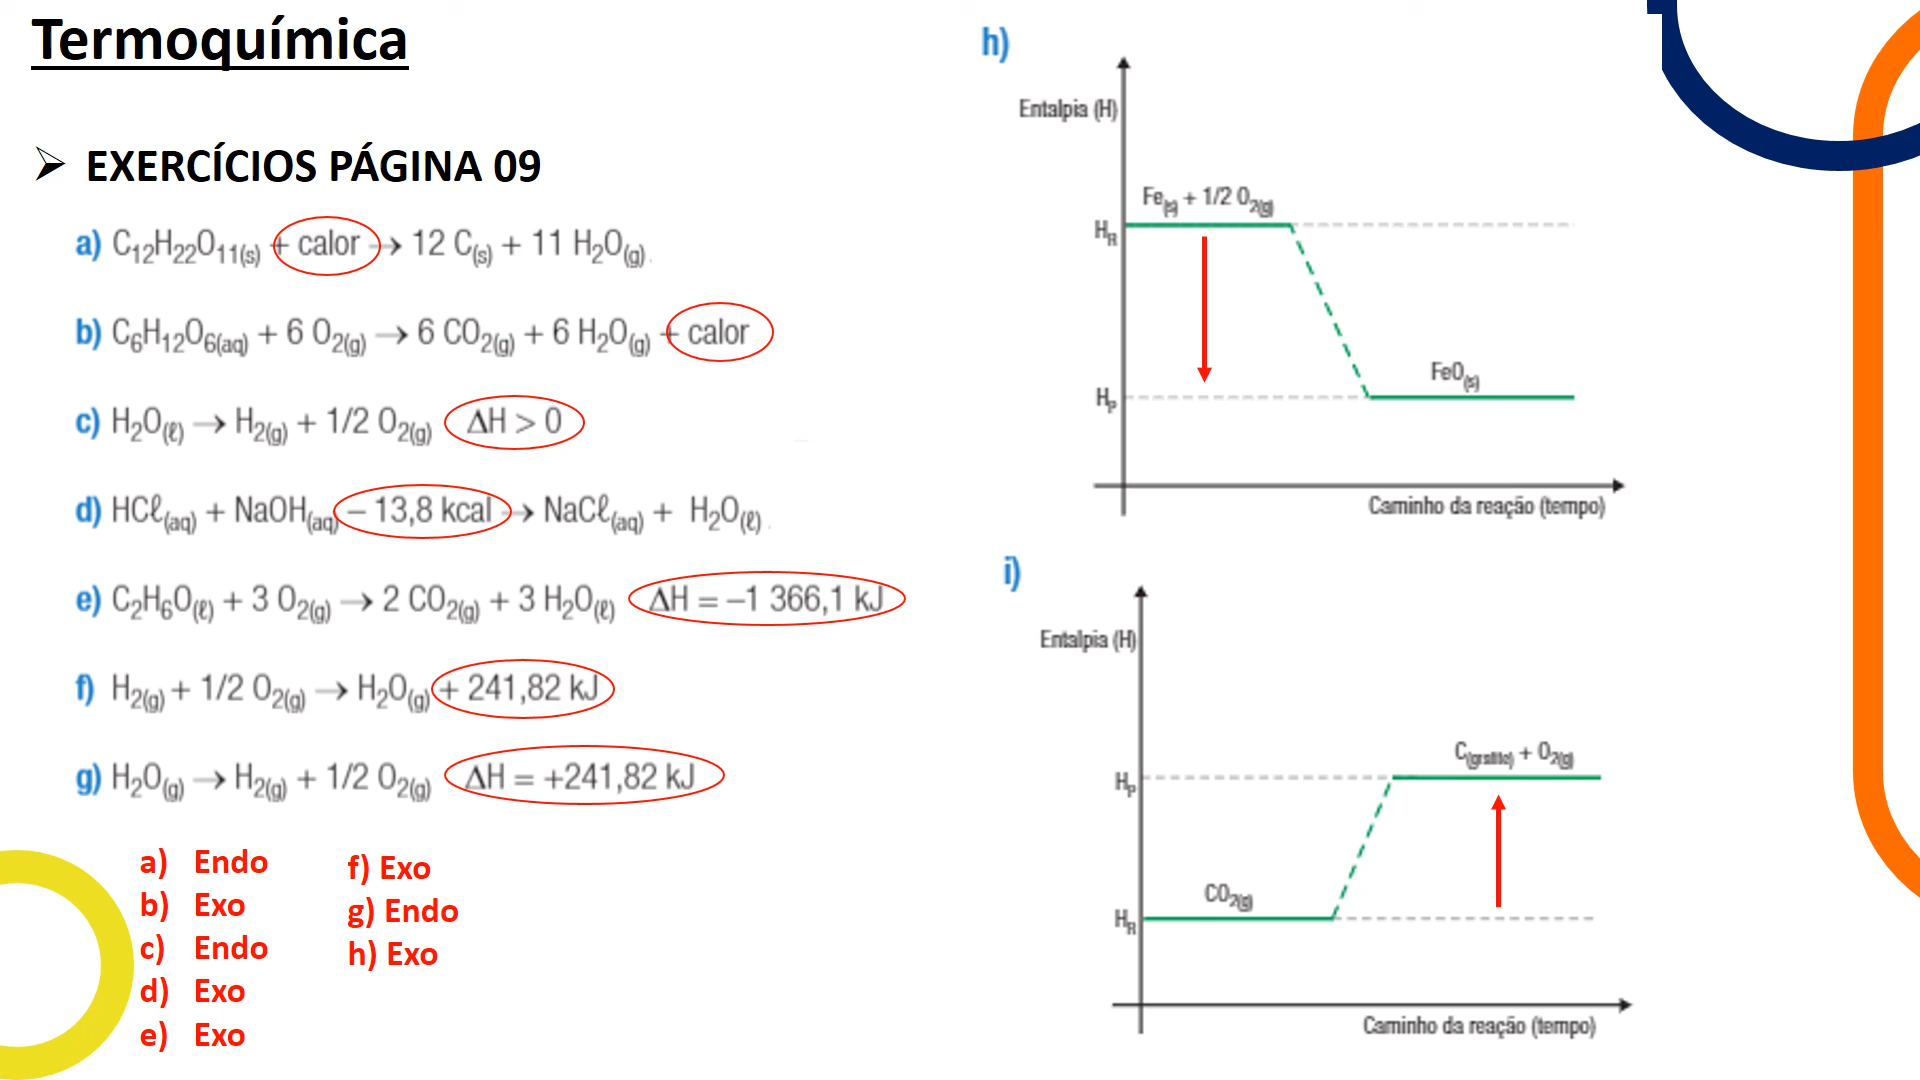 Termoquímica
➢ EXERCÍCIOS PÁGINA 09
a) C12H22O11(s) + calor → 12 C(s) + 11 H2O(g)
b) C6H12O6(aq) + 6 O2(g) → 6 CO2(g) + 6 H2O(g) + calor
c) H2O(ℓ) → H2(g) + 1/2 O2(g) ΔH > 0
d) HCℓ(aq) + NaOH(aq) – 13,8 kcal → NaCℓ(aq) + H2O(ℓ)
e) C2H6O(ℓ) + 3 O2(g) → 2 CO2(g) + 3 H2O(ℓ) ΔH = –1 366,1 kJ
f) H2(g) + 1/2 O2(g) → H2O(g) + 241,82 kJ
g) H2O(g) → H2(g) + 1/2 O2(g) ΔH = +241,82 kJ
a) Endo
b) Exo
c) Endo
d) Exo
e) Exo
f) Exo
g) Endo
h) Exo
h)
Entalpia (H)
Fe(s) + 1/2 O2(g)
HR
FeO(s)
HP
Caminho da reação (tempo)
i)
Entalpia (H)
C(grafite) + O2(g)
HP
CO2(g)
HR
Caminho da reação (tempo)